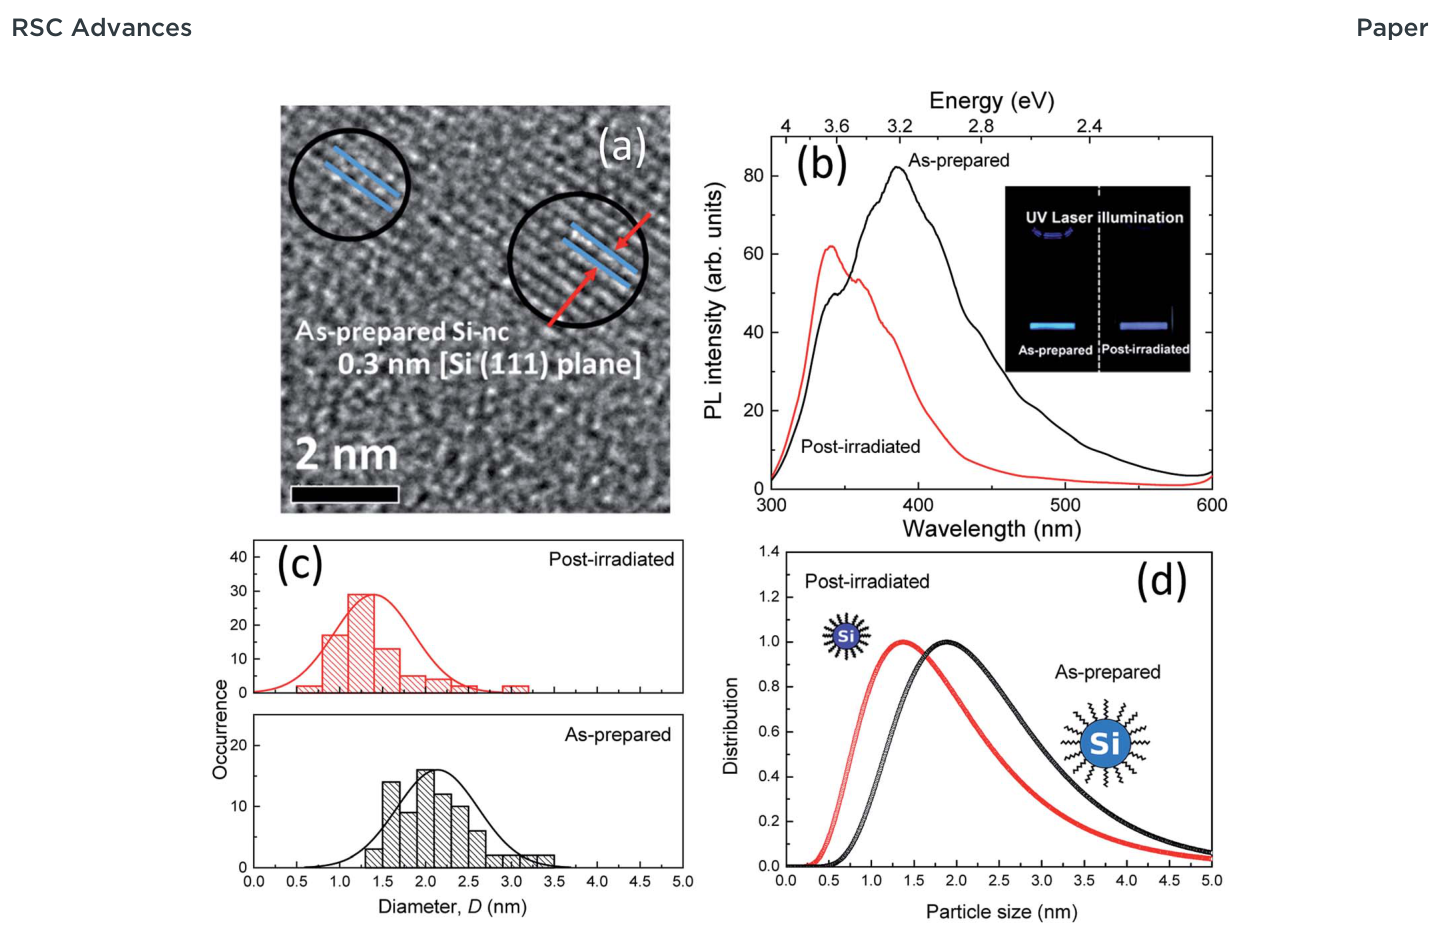 RSC Advances
Paper
(a)
As-prepared Si-nc
0.3 nm [Si (111) plane]
2 nm
Energy (eV)
4 3.6 3.2 2.8 2.4
(b)
As-prepared
80
60
40
20
0
PL intensity (arb. units)
UV Laser illumination
As-prepared
Post-irradiated
Post-irradiated
300 400 500 600
Wavelength (nm)
(c)
Post-irradiated
40
30
20
10
0
Occurrence
As-prepared
20
10
0
0.0 0.5 1.0 1.5 2.0 2.5 3.0 3.5 4.0 4.5 5.0
Diameter, D (nm)
(d)
Post-irradiated
Si
As-prepared
Si
1.4
1.2
1.0
0.8
0.6
0.4
0.2
0.0
Distribution
0.0 0.5 1.0 1.5 2.0 2.5 3.0 3.5 4.0 4.5 5.0
Particle size (nm)